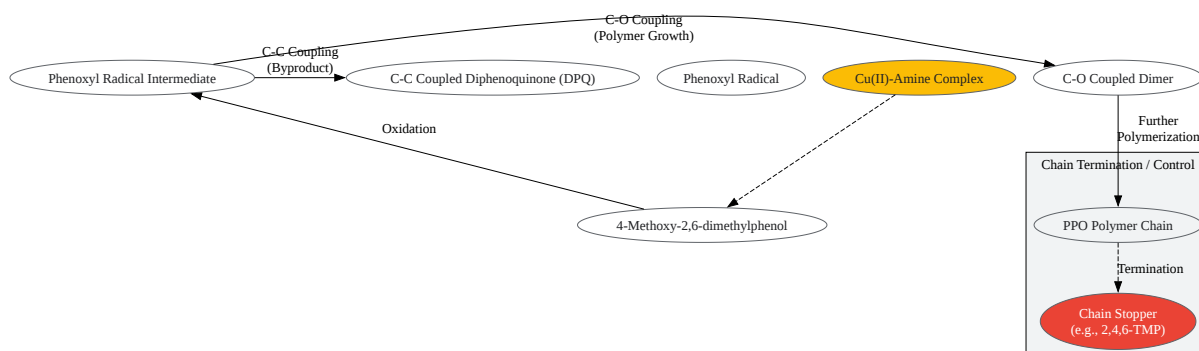 C-O Coupling
(Polymer Growth)
C-C Coupling
(Byproduct)
Phenoxyl Radical Intermediate
C-C Coupled Diphenoquinone (DPQ)
Phenoxyl Radical
Cu(II)-Amine Complex
C-O Coupled Dimer
Oxidation
Further
Polymerization
Chain Termination / Control
4-Methoxy-2,6-dimethylphenol
PPO Polymer Chain
Termination
Chain Stopper
(e.g., 2,4,6-TMP)